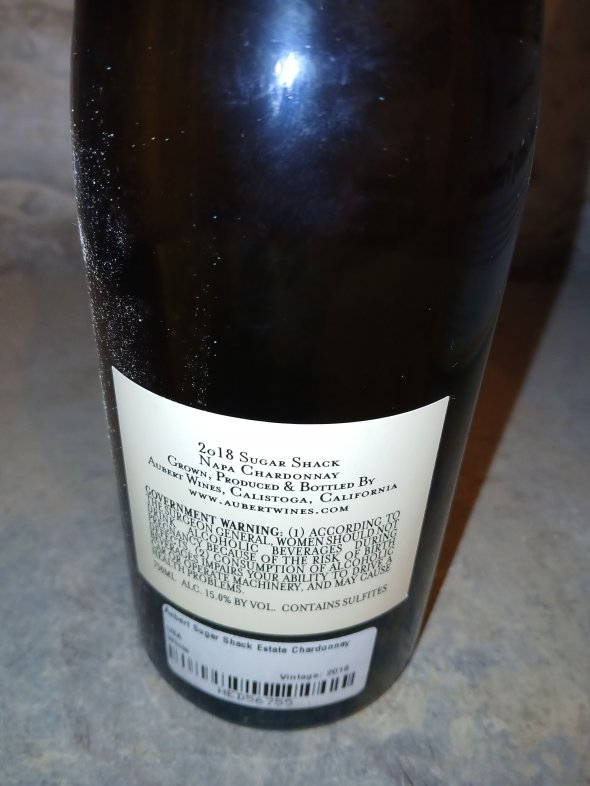 2018 Sugar Shack
Napa Chardonnay
Grown, Produced & Bottled By
Aubert Wines, Calistoga, California
www.aubertwines.com
GOVERNMENT WARNING: (1) ACCORDING TO
THE SURGEON GENERAL, WOMEN SHOULD NOT
DRINK ALCOHOLIC BEVERAGES DURING
PREGNANCY BECAUSE OF THE RISK OF BIRTH
DEFECTS. (2) CONSUMPTION OF ALCOHOLIC
BEVERAGES IMPAIRS YOUR ABILITY TO DRIVE A
CAR OR OPERATE MACHINERY, AND MAY CAUSE
HEALTH PROBLEMS.
750ML ALC. 15.0% BY VOL. CONTAINS SULFITES
Aubert Sugar Shack Estate Chardonnay
USA
White
Vintage: 2018
HED56755